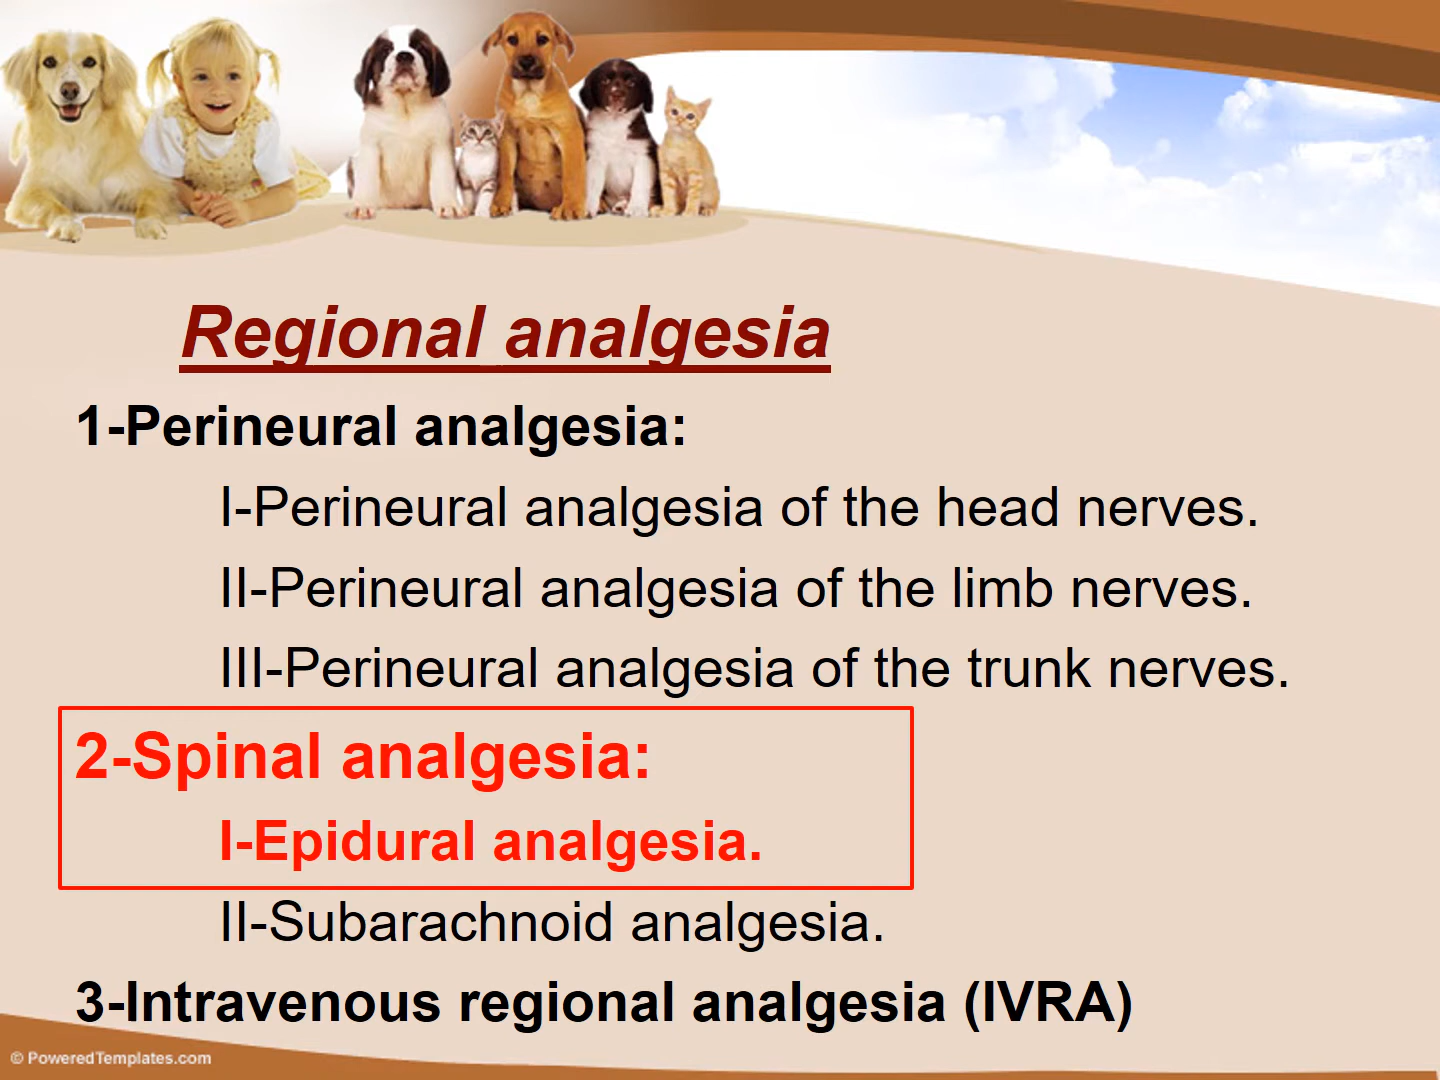 Regional analgesia
1-Perineural analgesia:
I-Perineural analgesia of the head nerves.
II-Perineural analgesia of the limb nerves.
III-Perineural analgesia of the trunk nerves.
2-Spinal analgesia:
I-Epidural analgesia.
II-Subarachnoid analgesia.
3-Intravenous regional analgesia (IVRA)
© PoweredTemplates.com